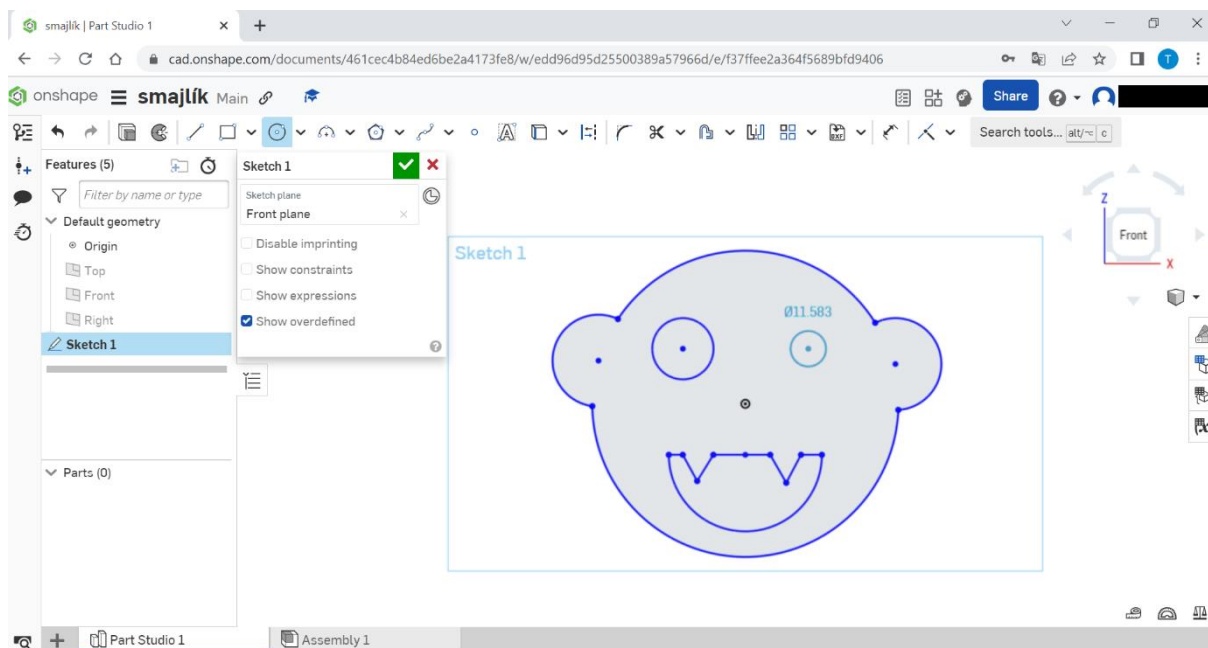 smajlík | Part Studio 1
cad.onshape.com/documents/461cec4b84ed6be2a4173fe8/w/edd96d95d25500389a57966d/e/f37ffee2a364f5689bfd9406
T
onshape smajlík Main Share
Search tools... alt/⌥ c
Features (5)
Filter by name or type
Default geometry
Origin
Top
Front
Right
Sketch 1
Parts (0)
Sketch 1
Sketch plane
Front plane
Disable imprinting
Show constraints
Show expressions
Show overdefined
Sketch 1
Ø11.583
Z
Front
X
Part Studio 1
Assembly 1